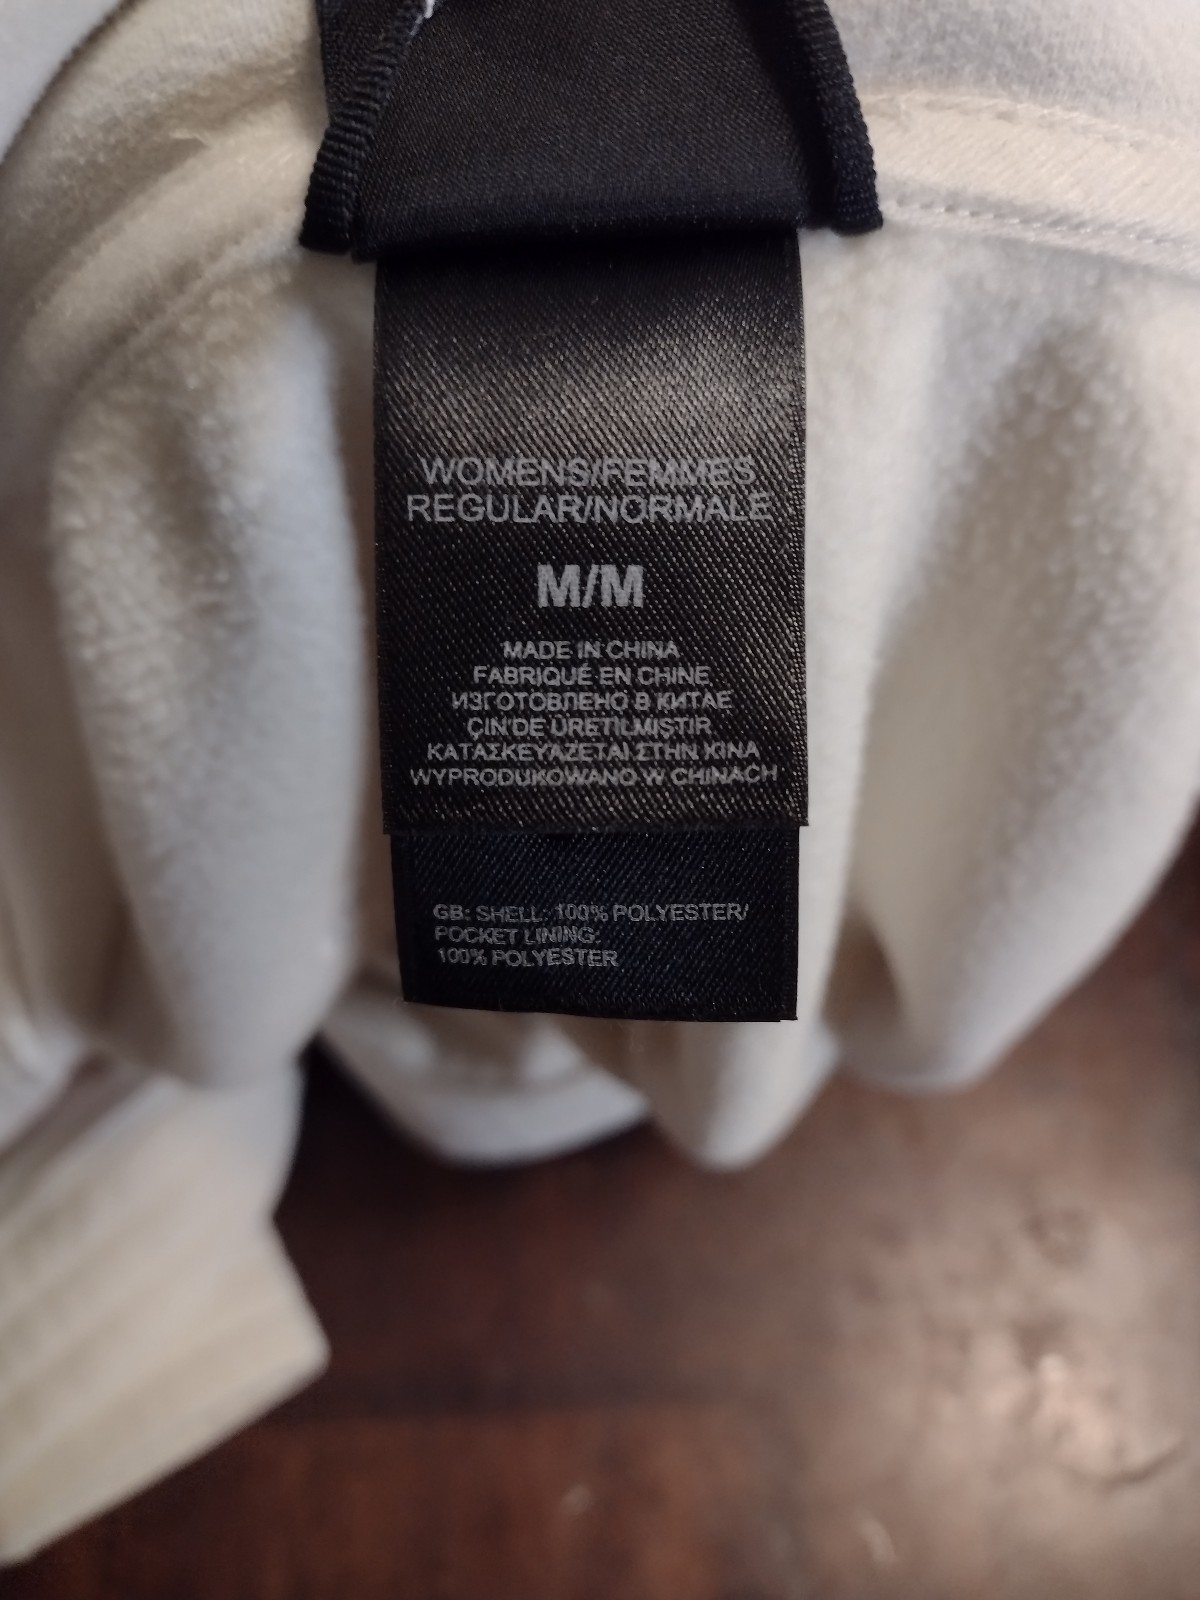 WOMENS/FEMMES
REGULAR/NORMALE
M/M
MADE IN CHINA
FABRIQUÉ EN CHINE
ИЗГОТОВЛЕНО В КИТАЕ
ÇIN'DE ÜRETILMIŞTIR
ΚΑΤΑΣΚΕΥΑΖΕΤΑΙ ΣΤΗΝ ΚΙΝΑ
WYPRODUKOWANO W CHINACH
GB: SHELL: 100% POLYESTER/
POCKET LINING:
100% POLYESTER